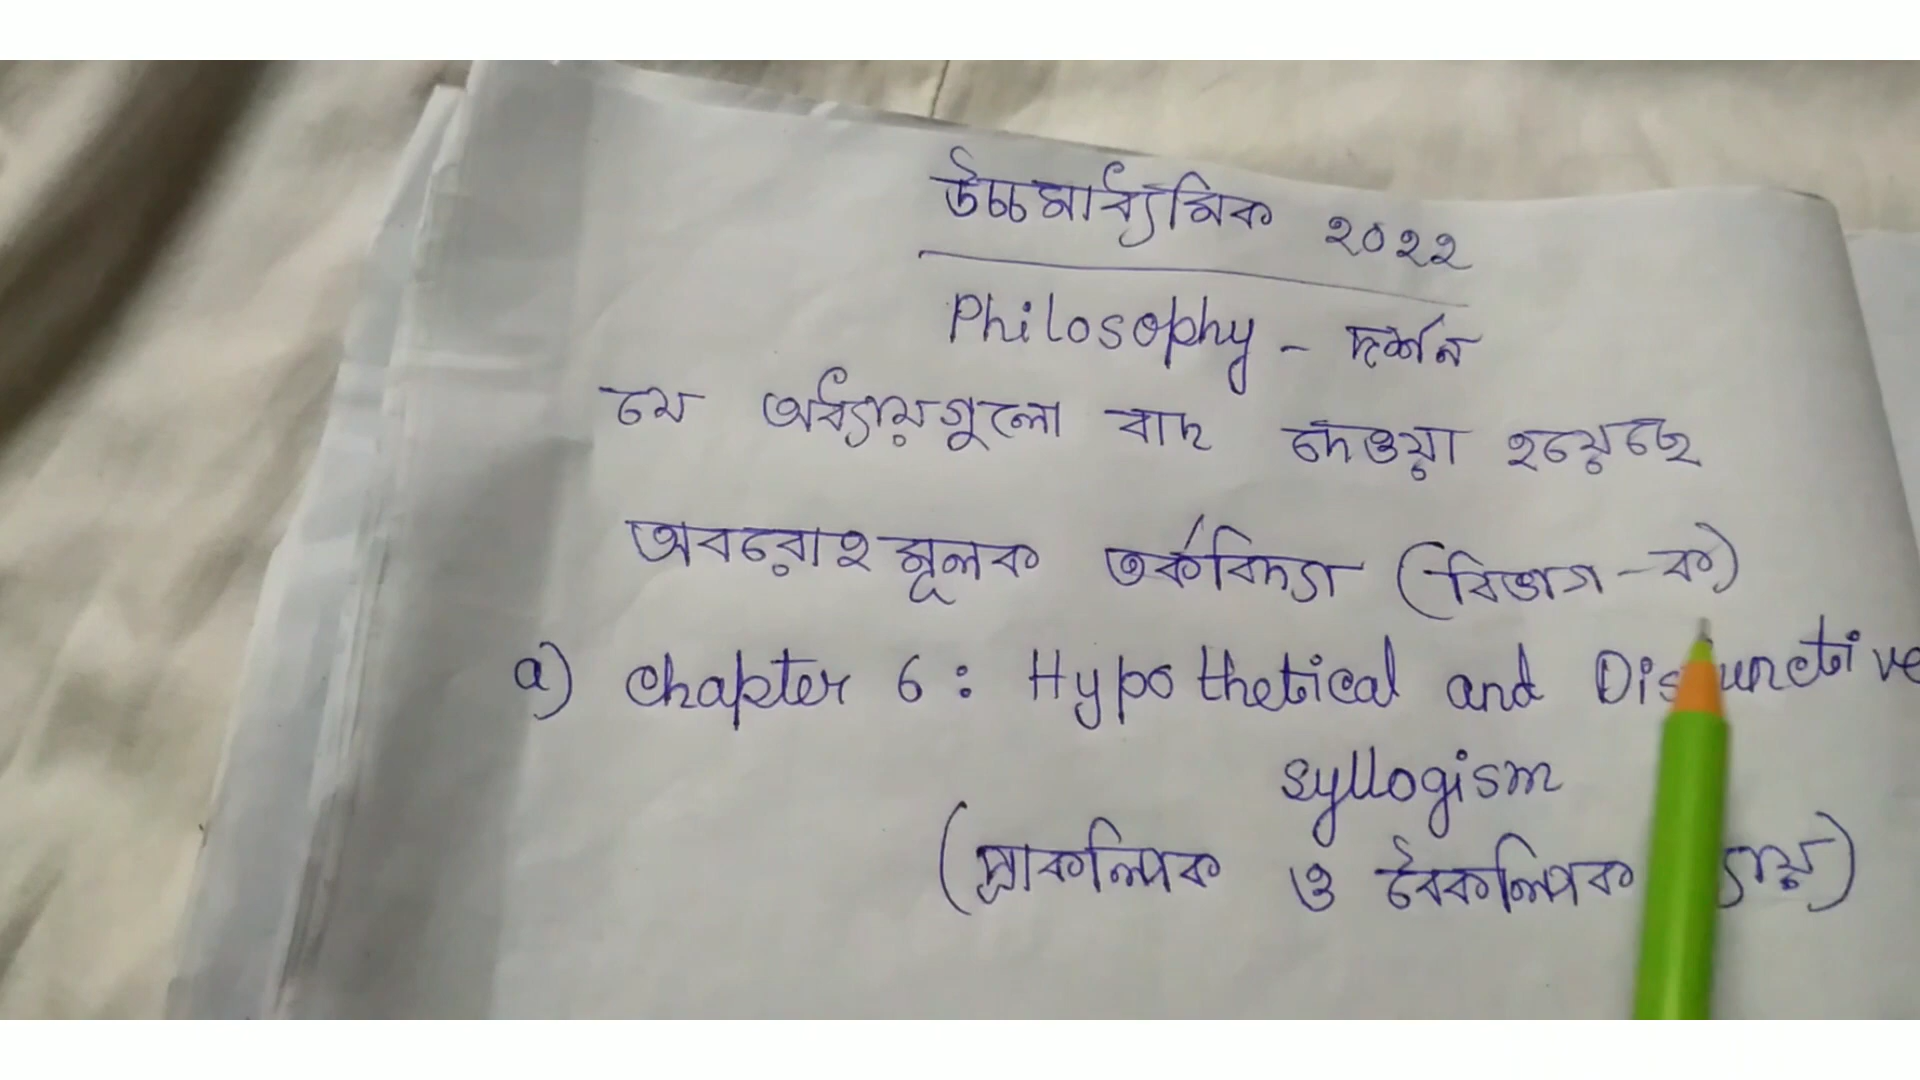 উচ্চমাধ্যমিক ২০২২
Philosophy - দর্শন
যে অধ্যায়গুলো বাদ দেওয়া হয়েছে
অবরোহমূলক তর্কবিদ্যা (বিভাগ-ক)
a) Chapter 6: Hypothetical and
syllogism
(প্রাকল্পিক ও বৈকল্পিক